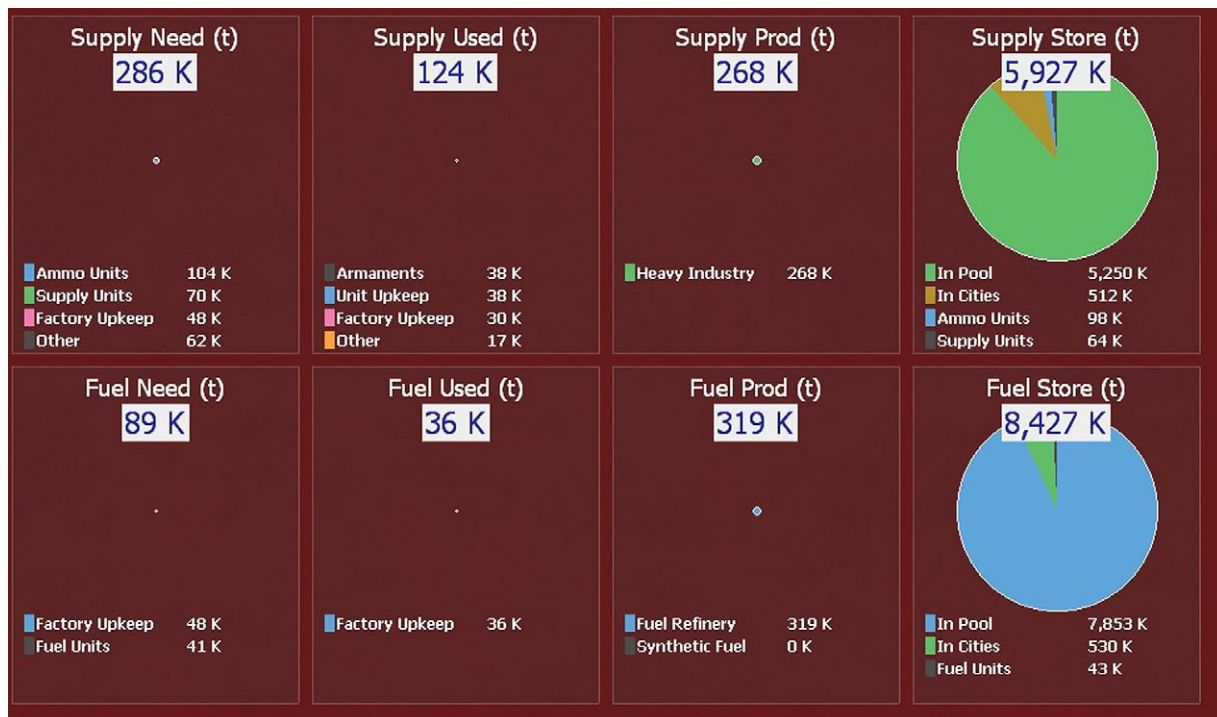 Supply Need (t)
286 K
Ammo Units 104 K
Supply Units 70 K
Factory Upkeep 48 K
Other 62 K
Supply Used (t)
124 K
Armaments 38 K
Unit Upkeep 38 K
Factory Upkeep 30 K
Other 17 K
Supply Prod (t)
268 K
Heavy Industry 268 K
Supply Store (t)
5,927 K
In Pool 5,250 K
In Cities 512 K
Ammo Units 98 K
Supply Units 64 K
Fuel Need (t)
89 K
Factory Upkeep 48 K
Fuel Units 41 K
Fuel Used (t)
36 K
Factory Upkeep 36 K
Fuel Prod (t)
319 K
Fuel Refinery 319 K
Synthetic Fuel 0 K
Fuel Store (t)
8,427 K
In Pool 7,853 K
In Cities 530 K
Fuel Units 43 K